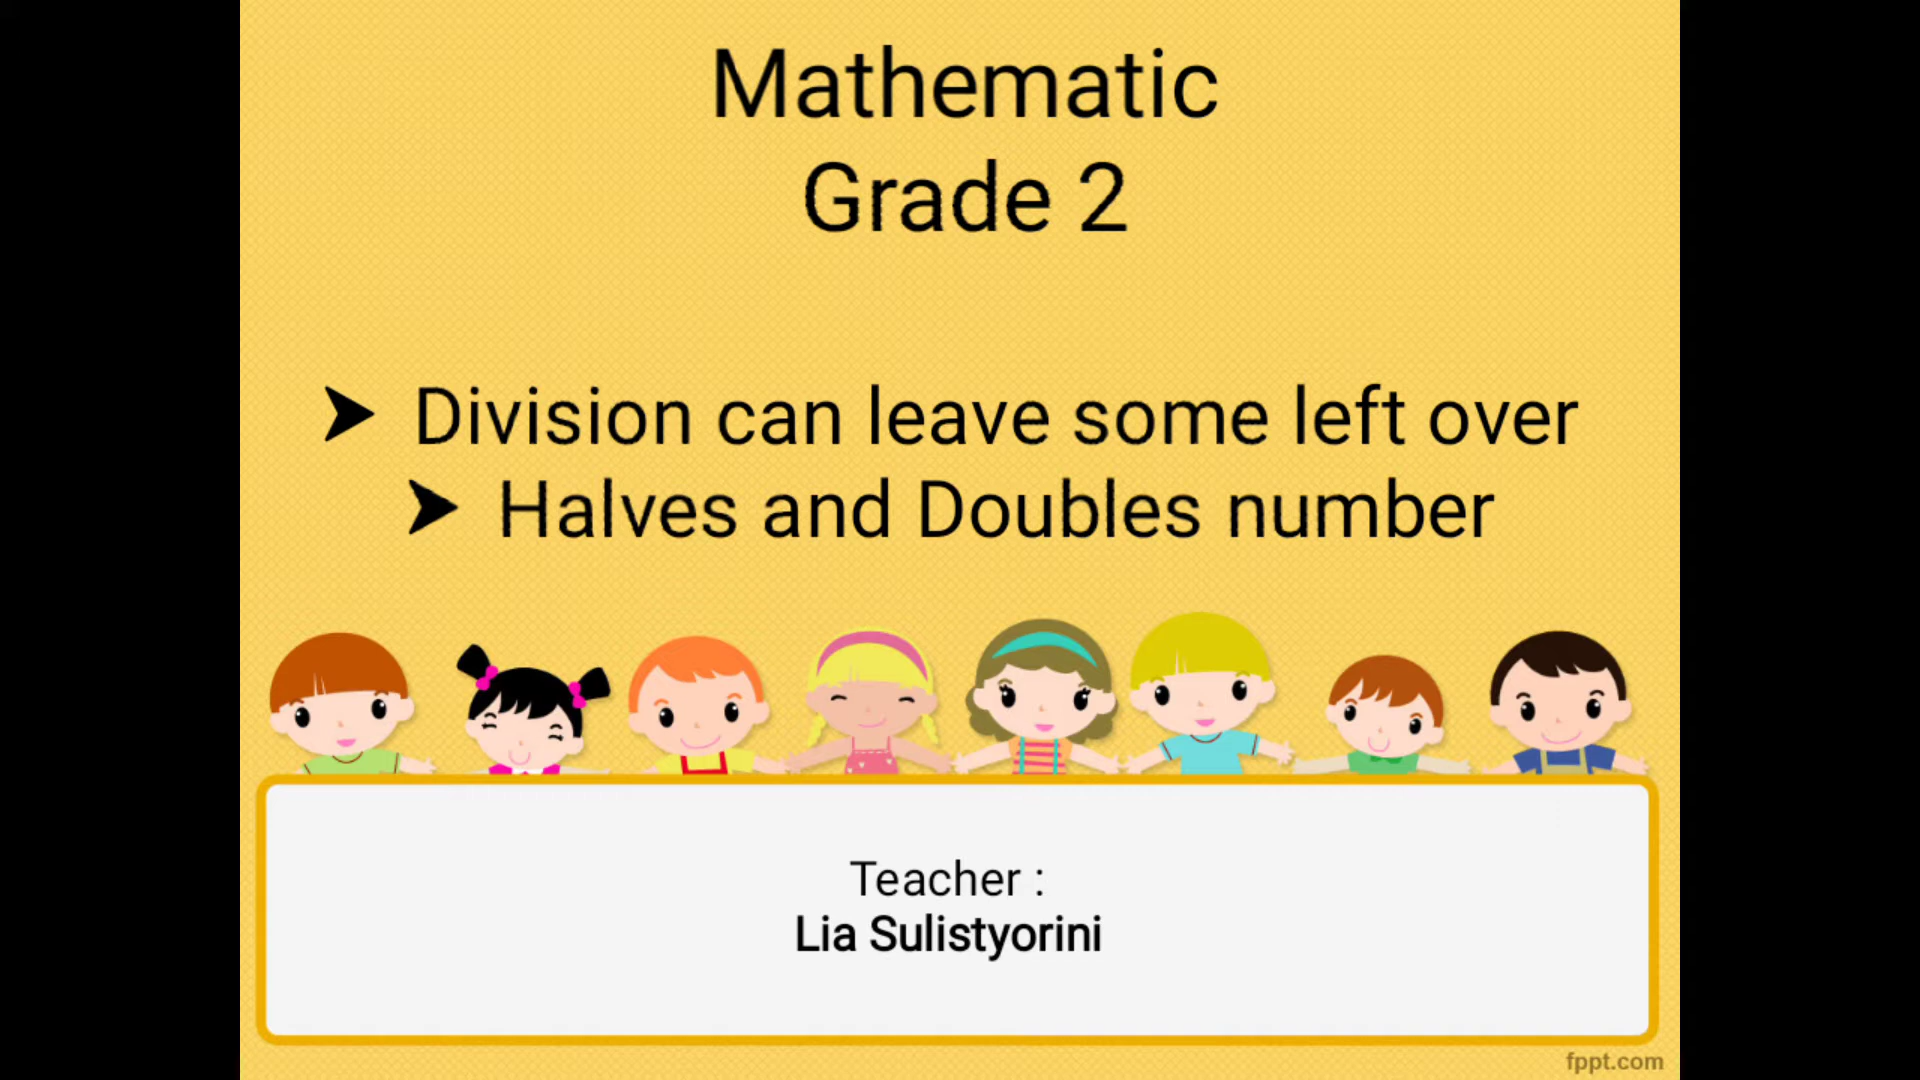 Mathematic
Grade 2
➤ Division can leave some left over
➤ Halves and Doubles number
Teacher :
Lia Sulistyorini
fppt.com